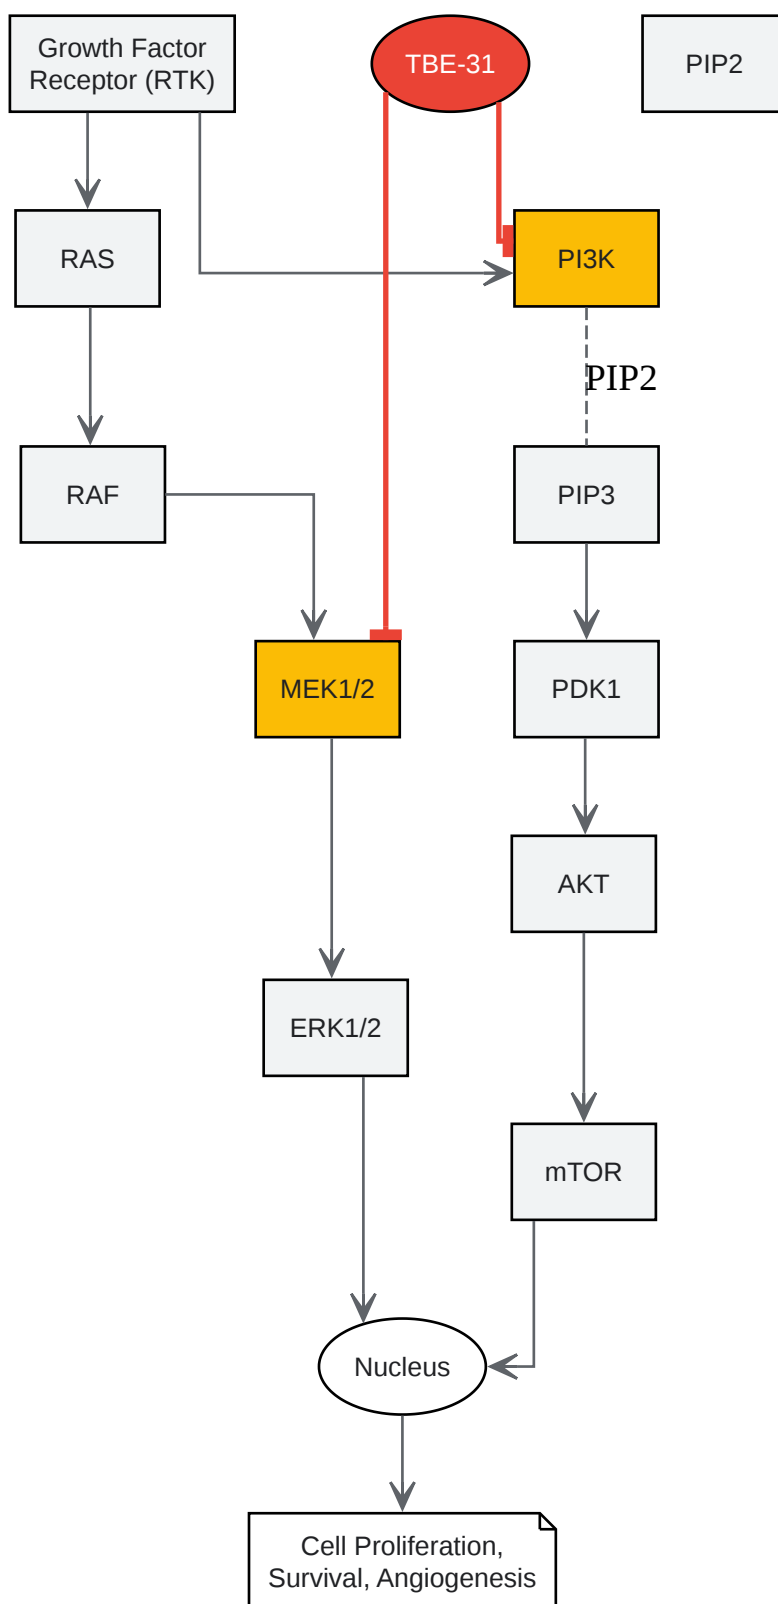 Growth Factor
Receptor (RTK)
TBE-31
PIP2
RAS
PI3K
PIP2
RAF
PIP3
MEK1/2
PDK1
AKT
ERK1/2
mTOR
Nucleus
Cell Proliferation,
Survival, Angiogenesis